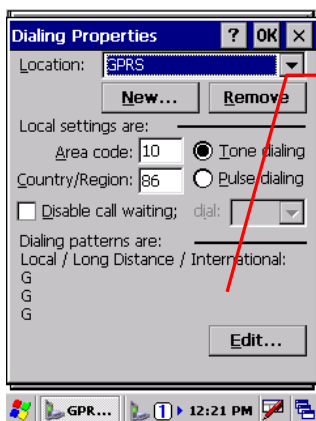 Dialing Properties ? OK ×
Location: GPRS
New... Remove
Local settings are:
Area code: 10 Tone dialing
Country/Region: 86 Pulse dialing
Disable call waiting; dial:
Dialing patterns are:
Local / Long Distance / International:
G
G
G
Edit...
GPR... 1 12:21 PM